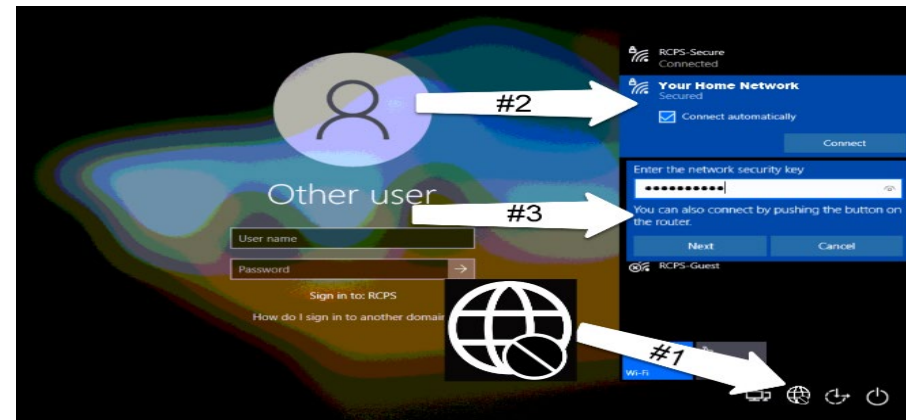 RCPS-Secure
Connected
#2
Your Home Network
Secured
Connect automatically
Connect
Enter the network security key
Other user
#3
You can also connect by pushing the button on
the router.
Next
Cancel
User name
Password
Sign in to: RCPS
How do I sign in to another domain
RCPS-Guest
#1
Wi-Fi